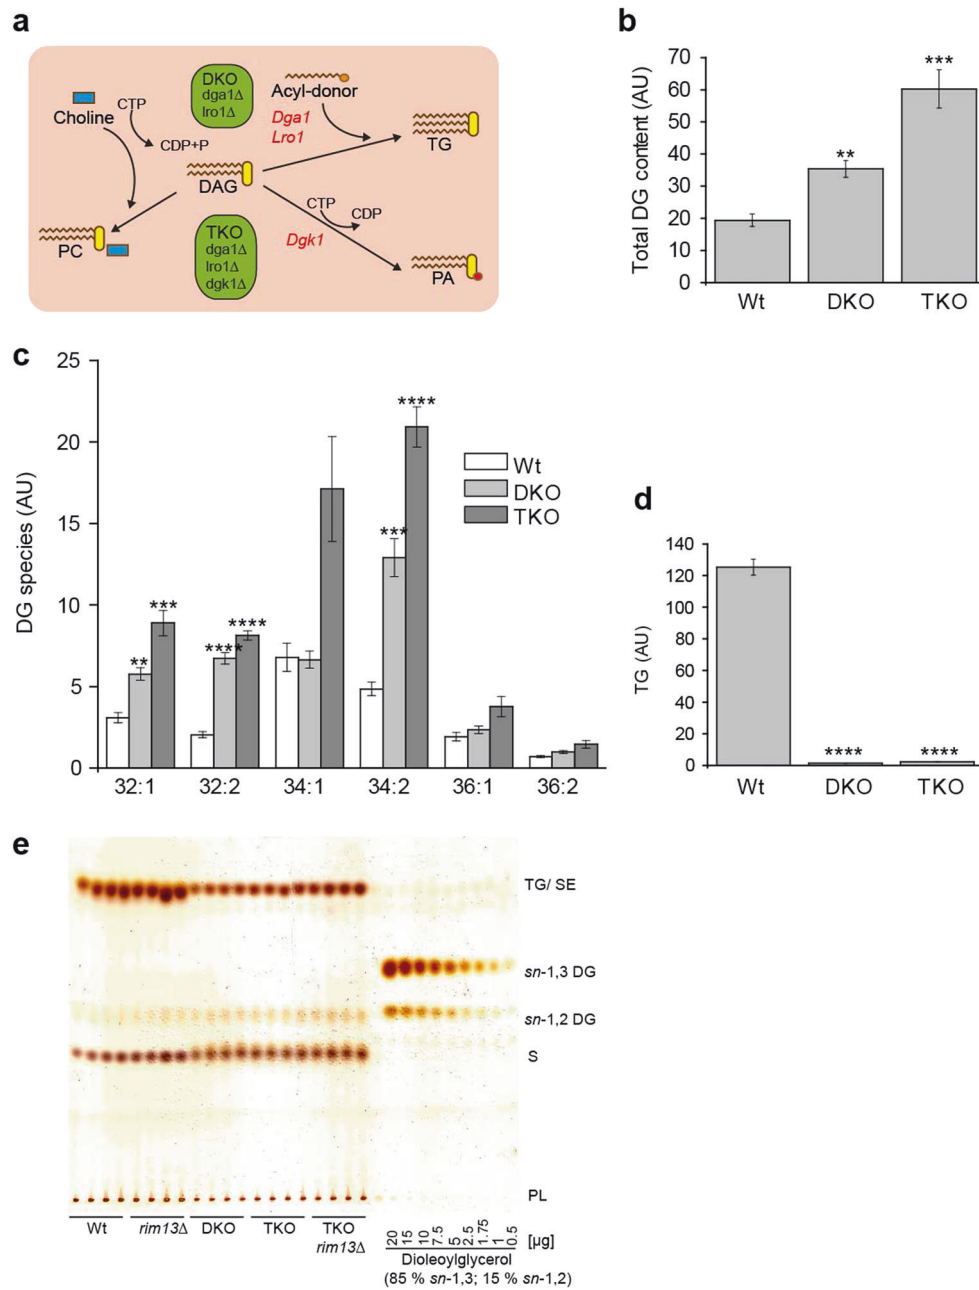 a
DKO
dga1Δ
lro1Δ
Acyl-donor
Choline
CTP
CDP+P
Dga1
Lro1
TG
DAG
CTP
CDP
Dgk1
PC
TKO
dga1Δ
lro1Δ
dgk1Δ
PA
b
Total DG content (AU)
70
60
50
40
30
20
10
0
***
**
Wt DKO TKO
c
DG species (AU)
25
20
15
10
5
0
** *** **** **** *** ****
Wt
DKO
TKO
32:1 32:2 34:1 34:2 36:1 36:2
d
TG (AU)
140
120
100
80
60
40
20
0
**** ****
Wt DKO TKO
e
TG/ SE
sn-1,3 DG
sn-1,2 DG
S
PL
Wt rim13Δ DKO TKO TKO
rim13Δ
20 15 10 7.5 5 2.5 1.75 1 0.5 [µg]
Dioleoylglycerol
(85 % sn-1,3; 15 % sn-1,2)